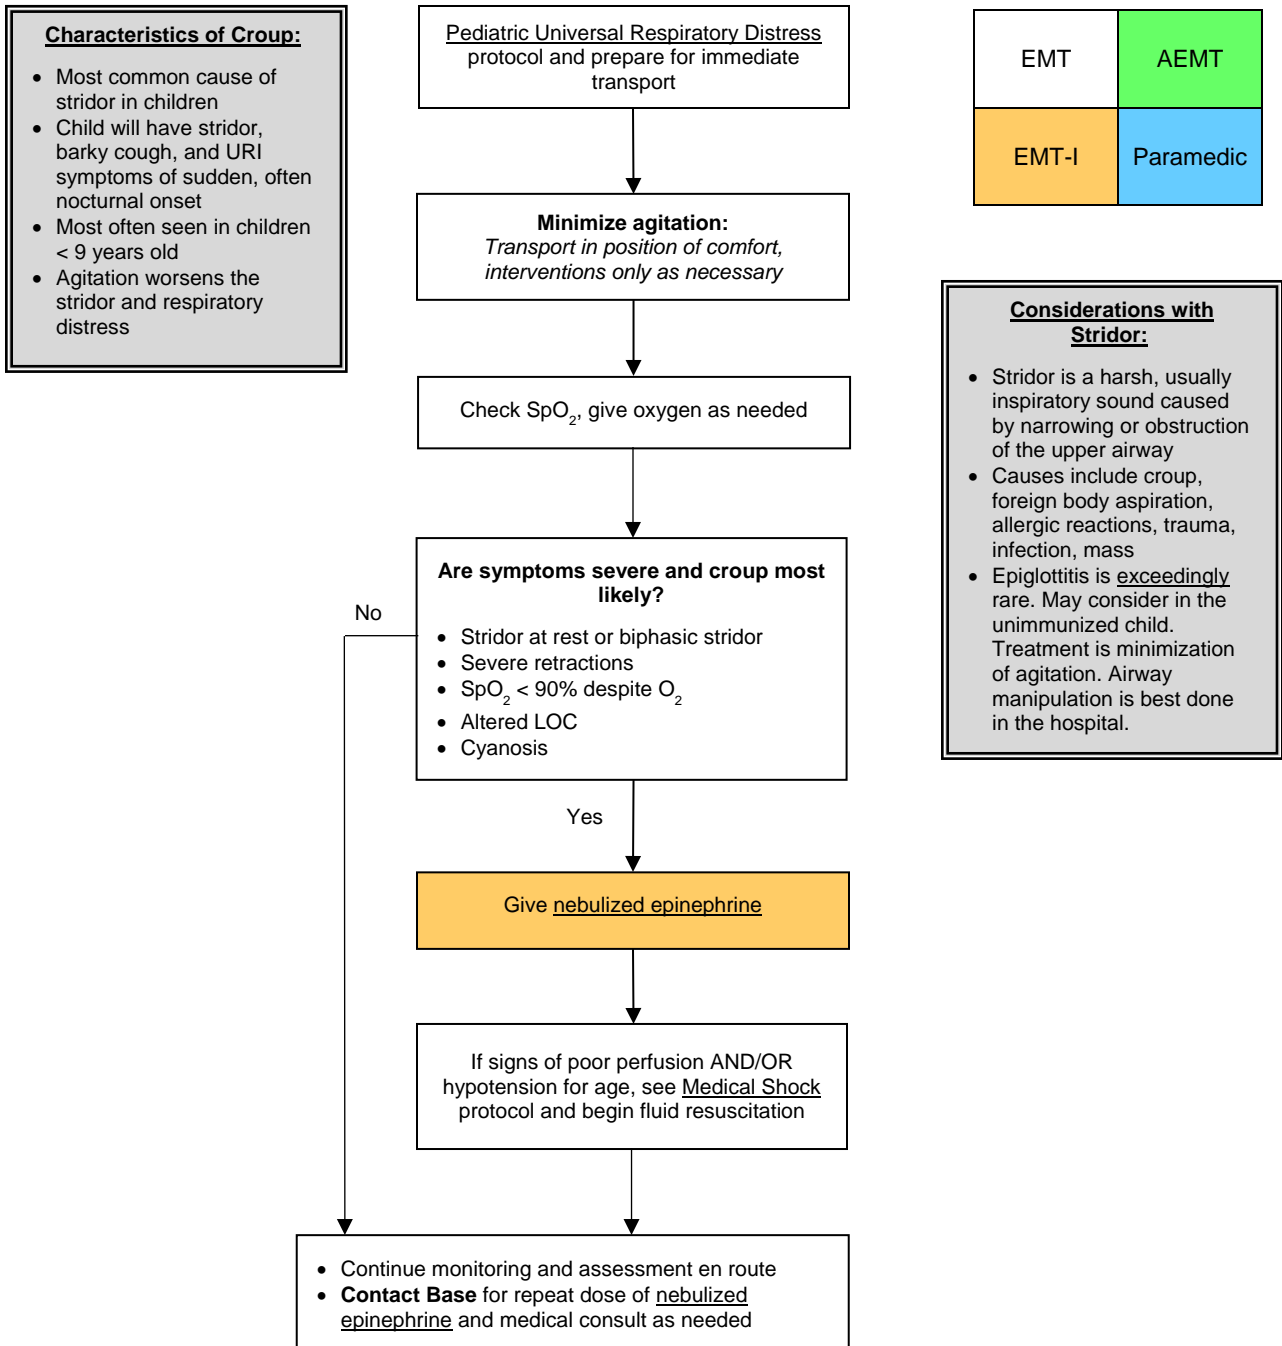 Characteristics of Croup:
• Most common cause of
stridor in children
• Child will have stridor,
barky cough, and URI
symptoms of sudden, often
nocturnal onset
• Most often seen in children
< 9 years old
• Agitation worsens the
stridor and respiratory
distress
Pediatric Universal Respiratory Distress
protocol and prepare for immediate
transport
EMT
AEMT
EMT-I
Paramedic
Minimize agitation:
Transport in position of comfort,
interventions only as necessary
Considerations with
Stridor:
• Stridor is a harsh, usually
inspiratory sound caused
by narrowing or obstruction
of the upper airway
• Causes include croup,
foreign body aspiration,
allergic reactions, trauma,
infection, mass
• Epiglottitis is exceedingly
rare. May consider in the
unimmunized child.
Treatment is minimization
of agitation. Airway
manipulation is best done
in the hospital.
Check SpO2, give oxygen as needed
Are symptoms severe and croup most
likely?
• Stridor at rest or biphasic stridor
• Severe retractions
• SpO2 < 90% despite O2
• Altered LOC
• Cyanosis
No
Yes
Give nebulized epinephrine
If signs of poor perfusion AND/OR
hypotension for age, see Medical Shock
protocol and begin fluid resuscitation
• Continue monitoring and assessment en route
• Contact Base for repeat dose of nebulized
epinephrine and medical consult as needed